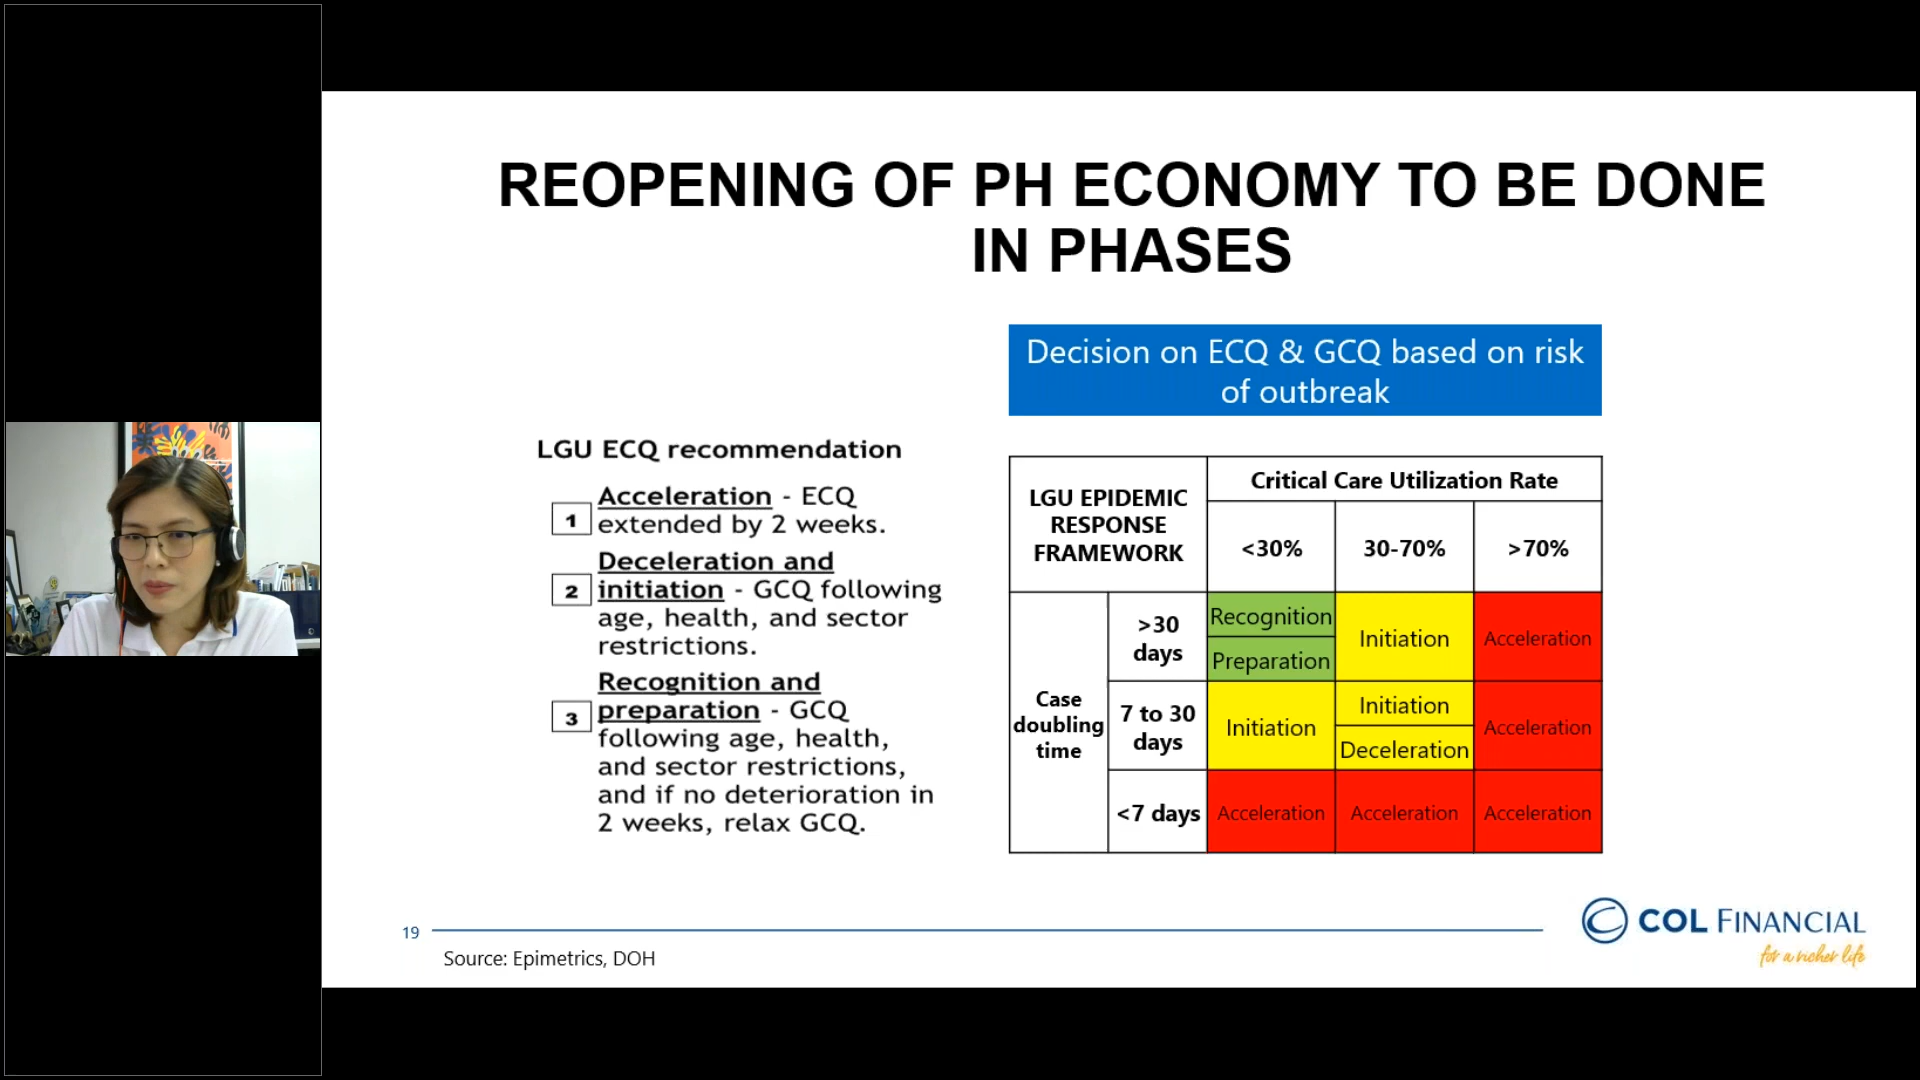 REOPENING OF PH ECONOMY TO BE DONE
IN PHASES
Decision on ECQ & GCQ based on risk
of outbreak
LGU ECQ recommendation
1
Acceleration - ECQ
extended by 2 weeks.
2
Deceleration and
initiation - GCQ following
age, health, and sector
restrictions.
3
Recognition and
preparation - GCQ
following age, health,
and sector restrictions,
and if no deterioration in
2 weeks, relax GCQ.
LGU EPIDEMIC
RESPONSE
FRAMEWORK
Critical Care Utilization Rate
<30%
30-70%
>70%
Case
doubling
time
>30
days
Recognition
Preparation
Initiation
Acceleration
7 to 30
days
Initiation
Initiation
Deceleration
Acceleration
<7 days
Acceleration
Acceleration
Acceleration
19
Source: Epimetrics, DOH
COL FINANCIAL
for a richer life